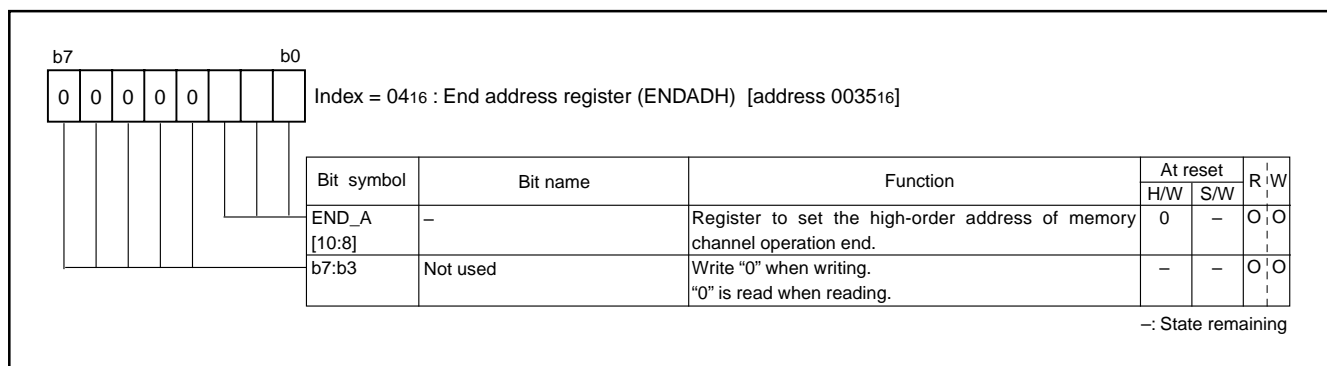 b7 b0
0 0 0 0 0 Index = 0416 : End address register (ENDADH) [address 003516]
Bit symbol Bit name Function At reset R W
H/W S/W
END_A – Register to set the high-order address of memory 0 – O O
[10:8] channel operation end.
b7:b3 Not used Write “0” when writing. – – O O
“0” is read when reading.
–: State remaining